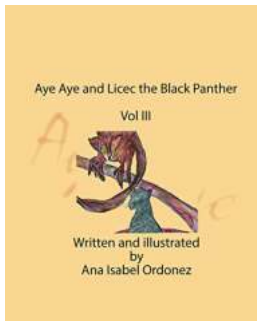 Aye Aye and Licec the Black Panther
Vol III
Written and illustrated
by
Ana Isabel Ordonez